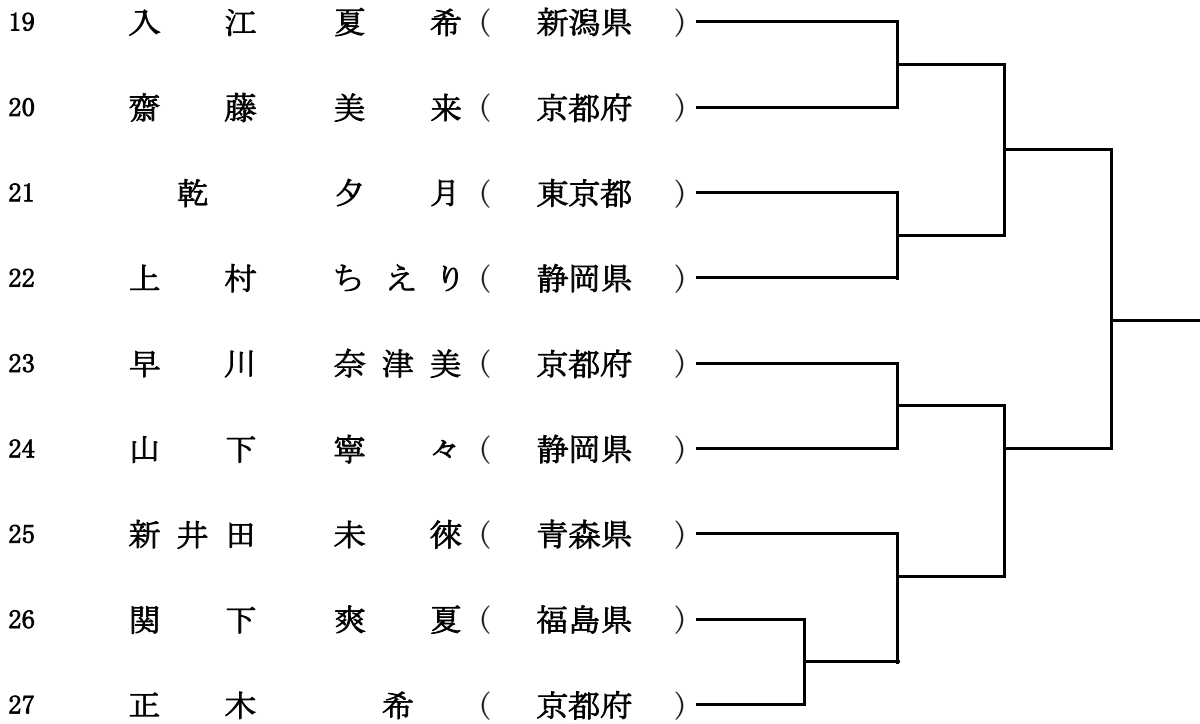 19 入江 夏希 ( 新潟県 )
20 齋藤 美来 ( 京都府 )
21 乾 夕月 ( 東京都 )
22 上村 ちえり ( 静岡県 )
23 早川 奈津美 ( 京都府 )
24 山下 寧々 ( 静岡県 )
25 新井田 未徠 ( 青森県 )
26 関下 爽夏 ( 福島県 )
27 正木 希 ( 京都府 )